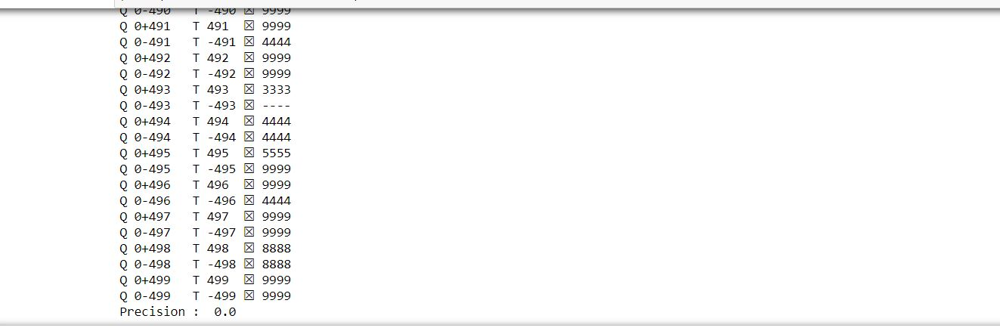 Q 0-490   T -490 ☒ 9999
Q 0+491   T 491  ☒ 9999
Q 0-491   T -491 ☒ 4444
Q 0+492   T 492  ☒ 9999
Q 0-492   T -492 ☒ 9999
Q 0+493   T 493  ☒ 3333
Q 0-493   T -493 ☒ ----
Q 0+494   T 494  ☒ 4444
Q 0-494   T -494 ☒ 4444
Q 0+495   T 495  ☒ 5555
Q 0-495   T -495 ☒ 9999
Q 0+496   T 496  ☒ 9999
Q 0-496   T -496 ☒ 4444
Q 0+497   T 497  ☒ 9999
Q 0-497   T -497 ☒ 9999
Q 0+498   T 498  ☒ 8888
Q 0-498   T -498 ☒ 8888
Q 0+499   T 499  ☒ 9999
Q 0-499   T -499 ☒ 9999
Precision :  0.0